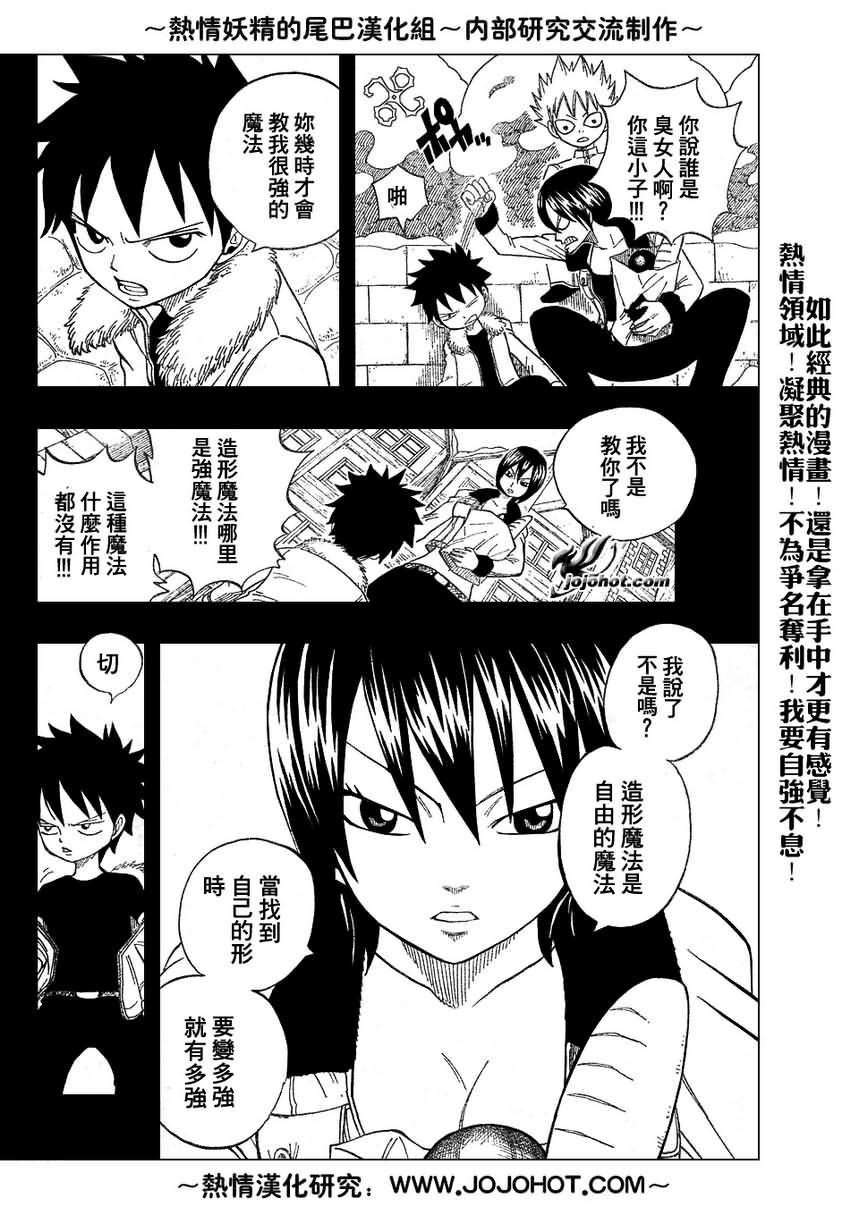 ～熱情妖精的尾巴漢化組～内部研究交流制作～
你說誰是
臭女人啊？
你這小子!!!
ポカッ
啪
妳幾時才會
教我很強的
魔法
我不是
教你了嗎
造形魔法哪里
是強魔法!!!
這種魔法
什麼作用
都沒有!!!
jojohot.com
我說了
不是嗎？
造形魔法是
自由的魔法
當找到
自己的形
時
要變多強
就有多強
切
如此經典的漫畫！還是拿在手中才更有感覺！
熱情領域！凝聚熱情！不為爭名奪利！我要自強不息！
～熱情漢化研究：WWW.JOJOHOT.COM～